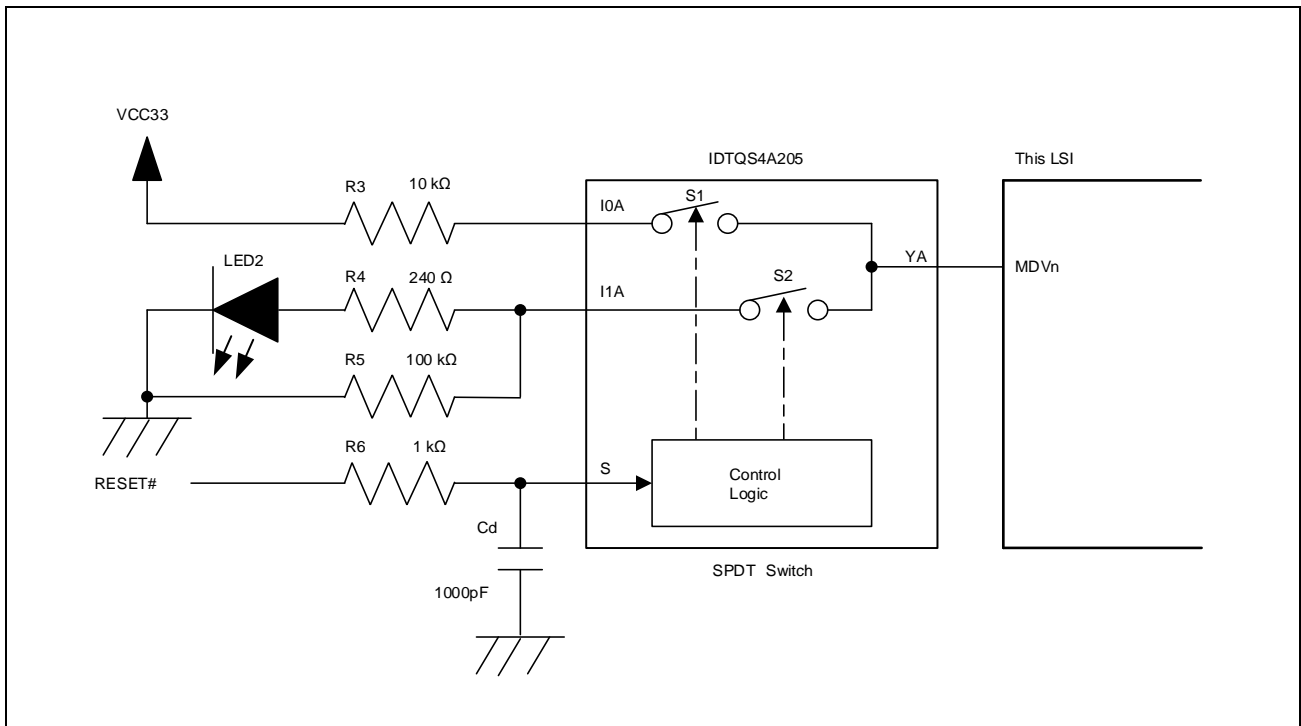 VCC33
IDTQS4A205
This LSI
R3
10 kΩ
I0A
S1
LED2
R4
240 Ω
I1A
S2
YA
MDVn
R5
100 kΩ
R6
1 kΩ
S
RESET#
Control
Logic
Cd
1000pF
SPDT Switch